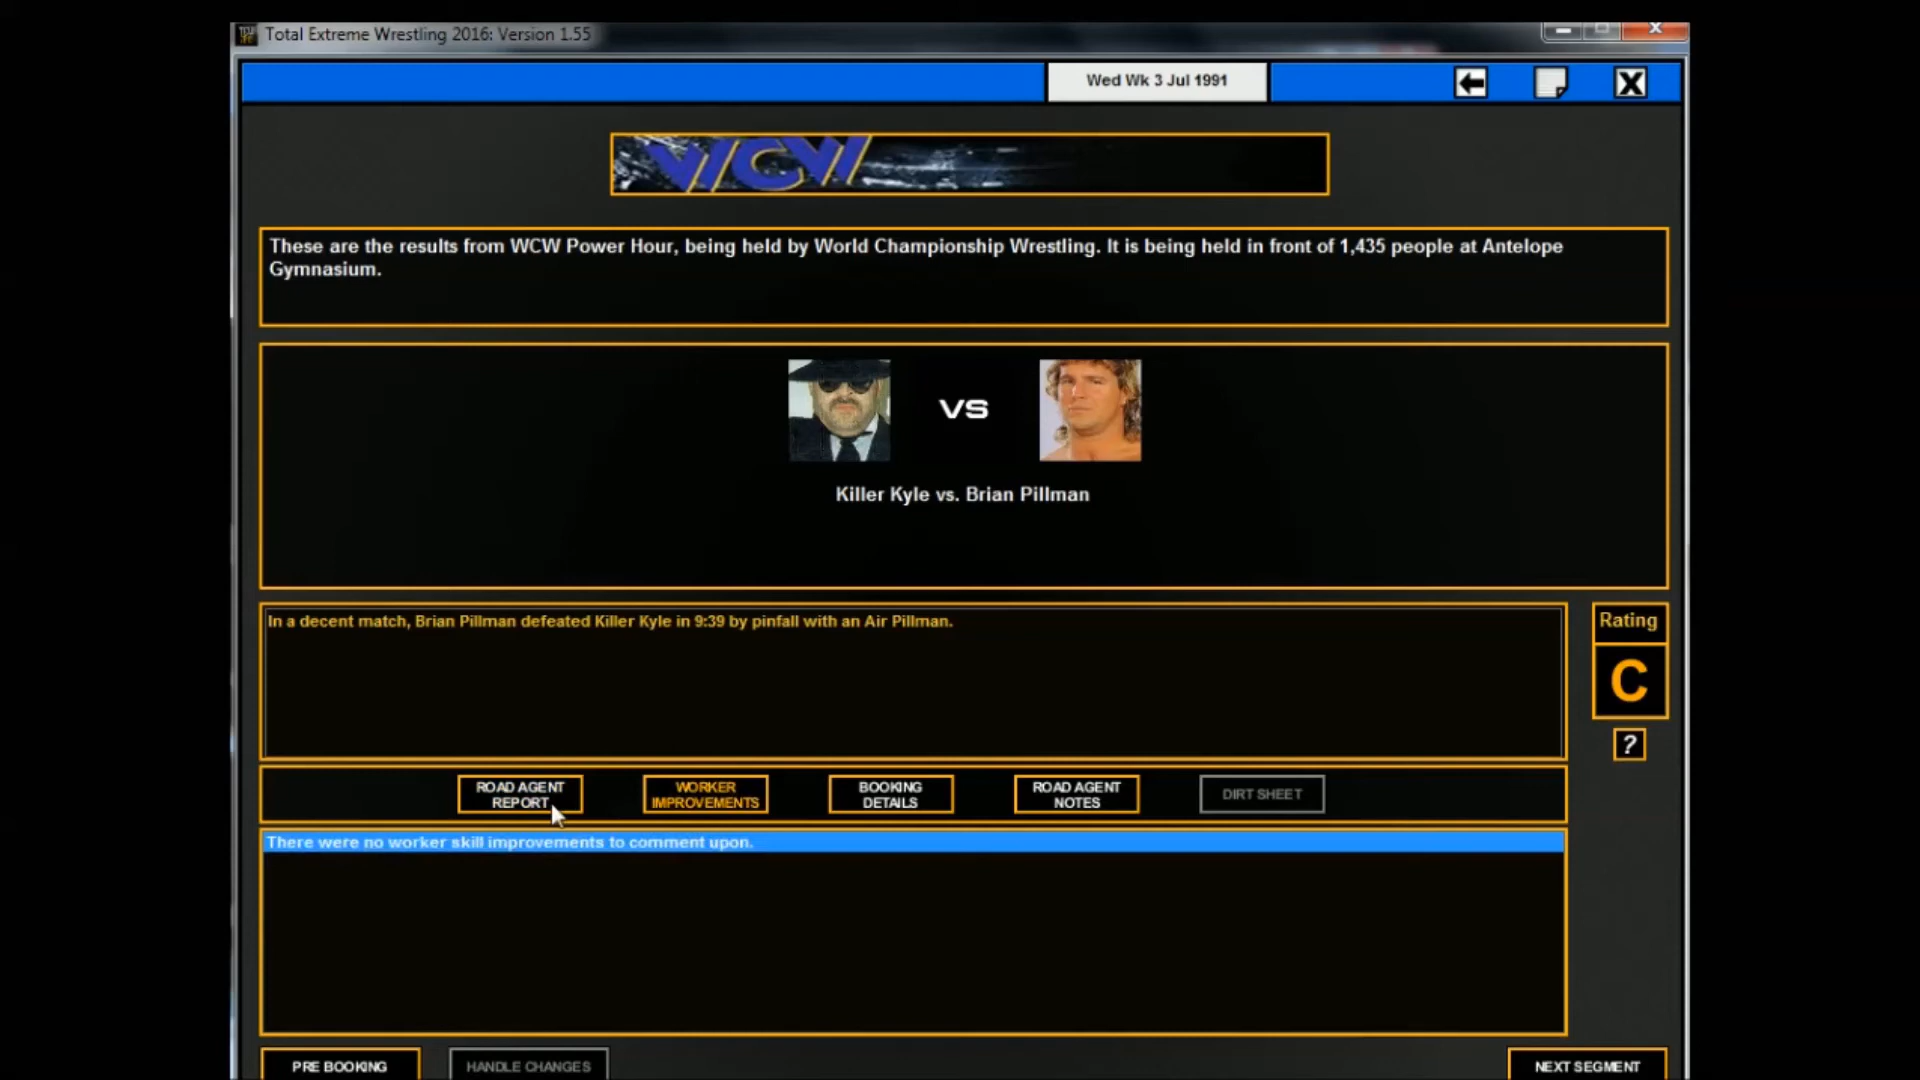 Total Extreme Wrestling 2016: Version 1.55
Wed Wk 3 Jul 1991
X
WCW
These are the results from WCW Power Hour, being held by World Championship Wrestling. It is being held in front of 1,435 people at Antelope
Gymnasium.
VS
Killer Kyle vs. Brian Pillman
In a decent match, Brian Pillman defeated Killer Kyle in 9:39 by pinfall with an Air Pillman.
Rating
C
?
ROAD AGENT
REPORT
WORKER
IMPROVEMENTS
BOOKING
DETAILS
ROAD AGENT
NOTES
DIRT SHEET
There were no worker skill improvements to comment upon.
PRE BOOKING
HANDLE CHANGES
NEXT SEGMENT